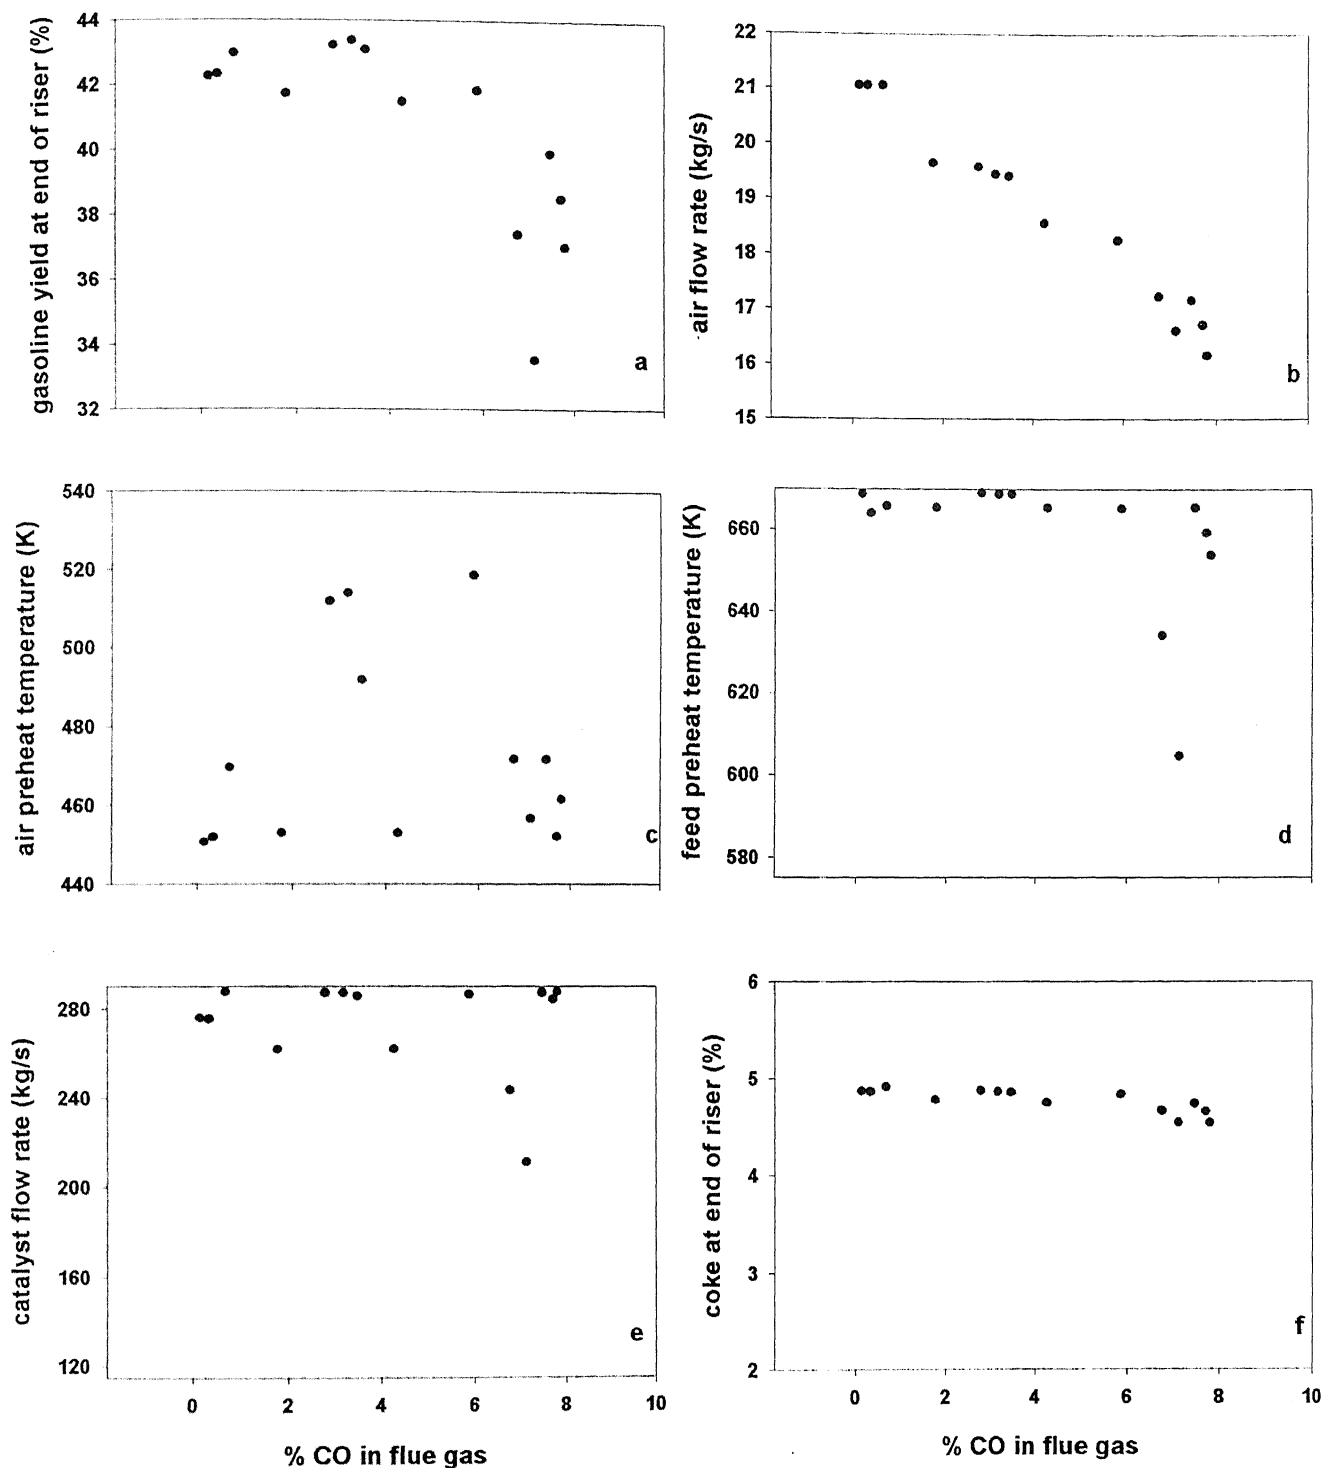 gasoline yield at end of riser (%)
44
42
40
38
36
34
32
a
air flow rate (kg/s)
22
21
20
19
18
17
16
15
b
air preheat temperature (K)
540
520
500
480
460
440
c
feed preheat temperature (K)
660
640
620
600
580
d
catalyst flow rate (kg/s)
280
240
200
160
120
e
0 2 4 6 8 10
% CO in flue gas
coke at end of riser (%)
6
5
4
3
2
f
0 2 4 6 8 10
% CO in flue gas